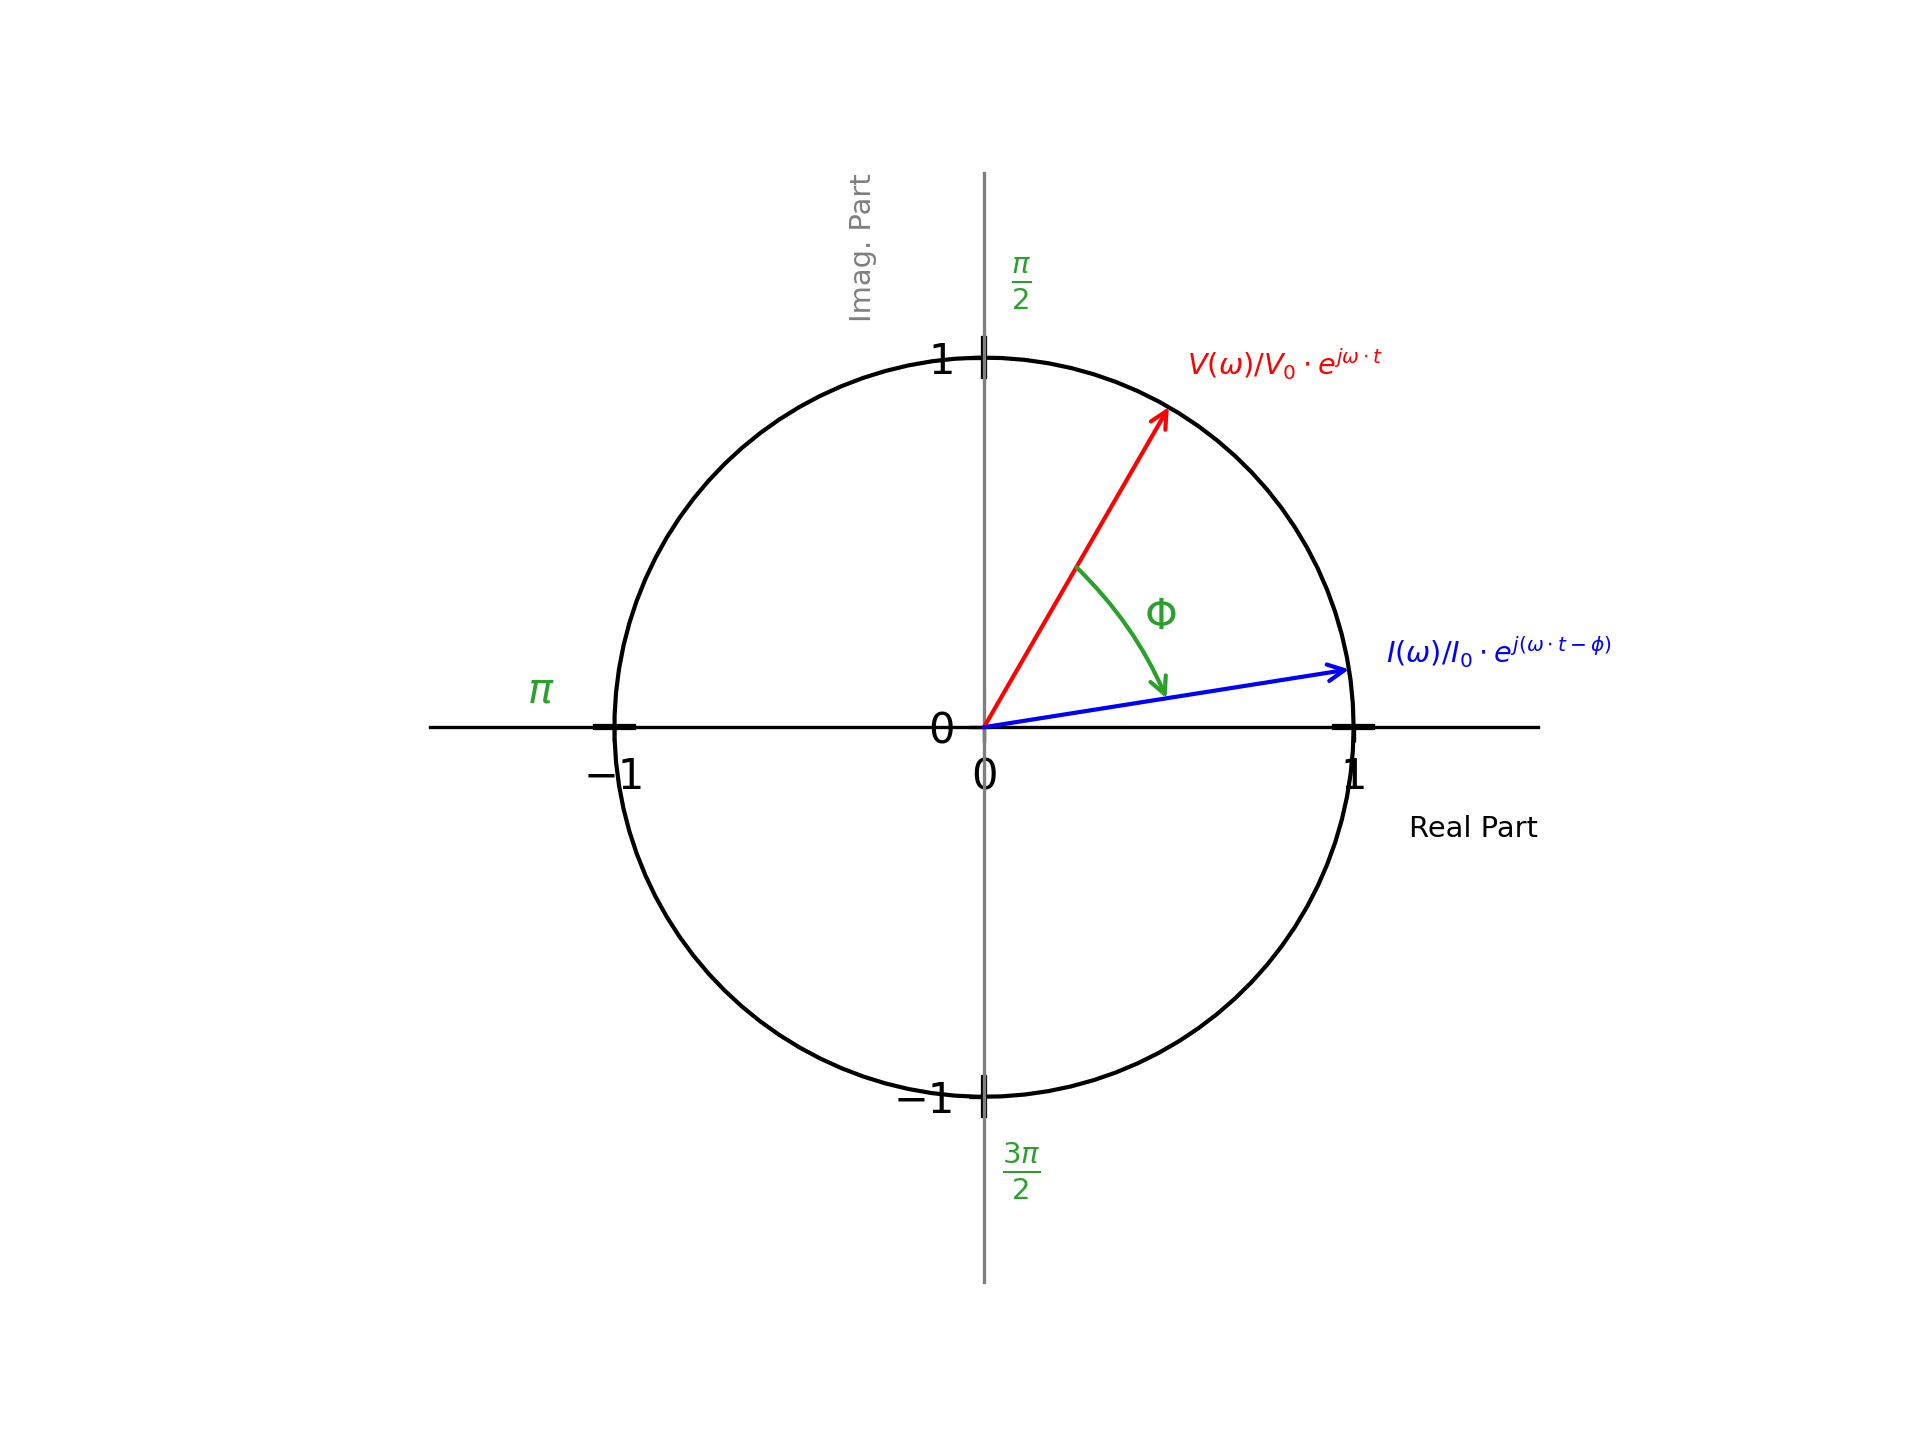 Imag. Part
π/2
1
V(ω)/V₀ · e^{jω · t}
Φ
I(ω)/I₀ · e^{j(ω · t − ϕ)}
π
0
−1
0
1
Real Part
−1
3π/2